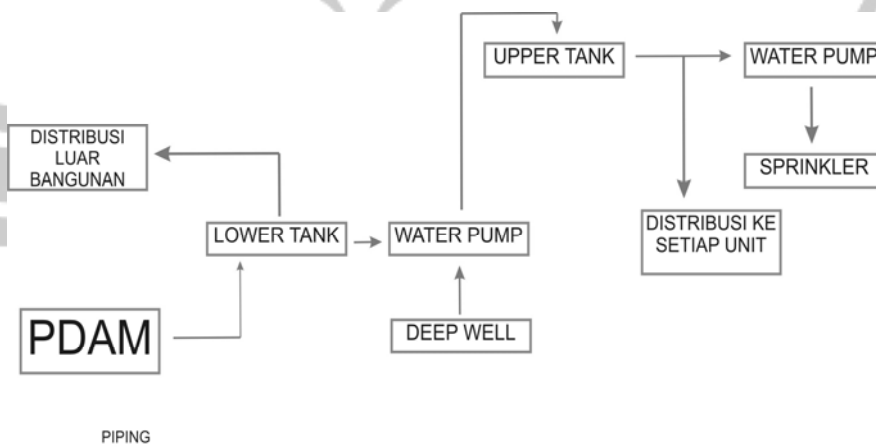 UPPER TANK
WATER PUMP
DISTRIBUSI
LUAR
BANGUNAN
SPRINKLER
LOWER TANK
WATER PUMP
DISTRIBUSI KE
SETIAP UNIT
PDAM
DEEP WELL
PIPING